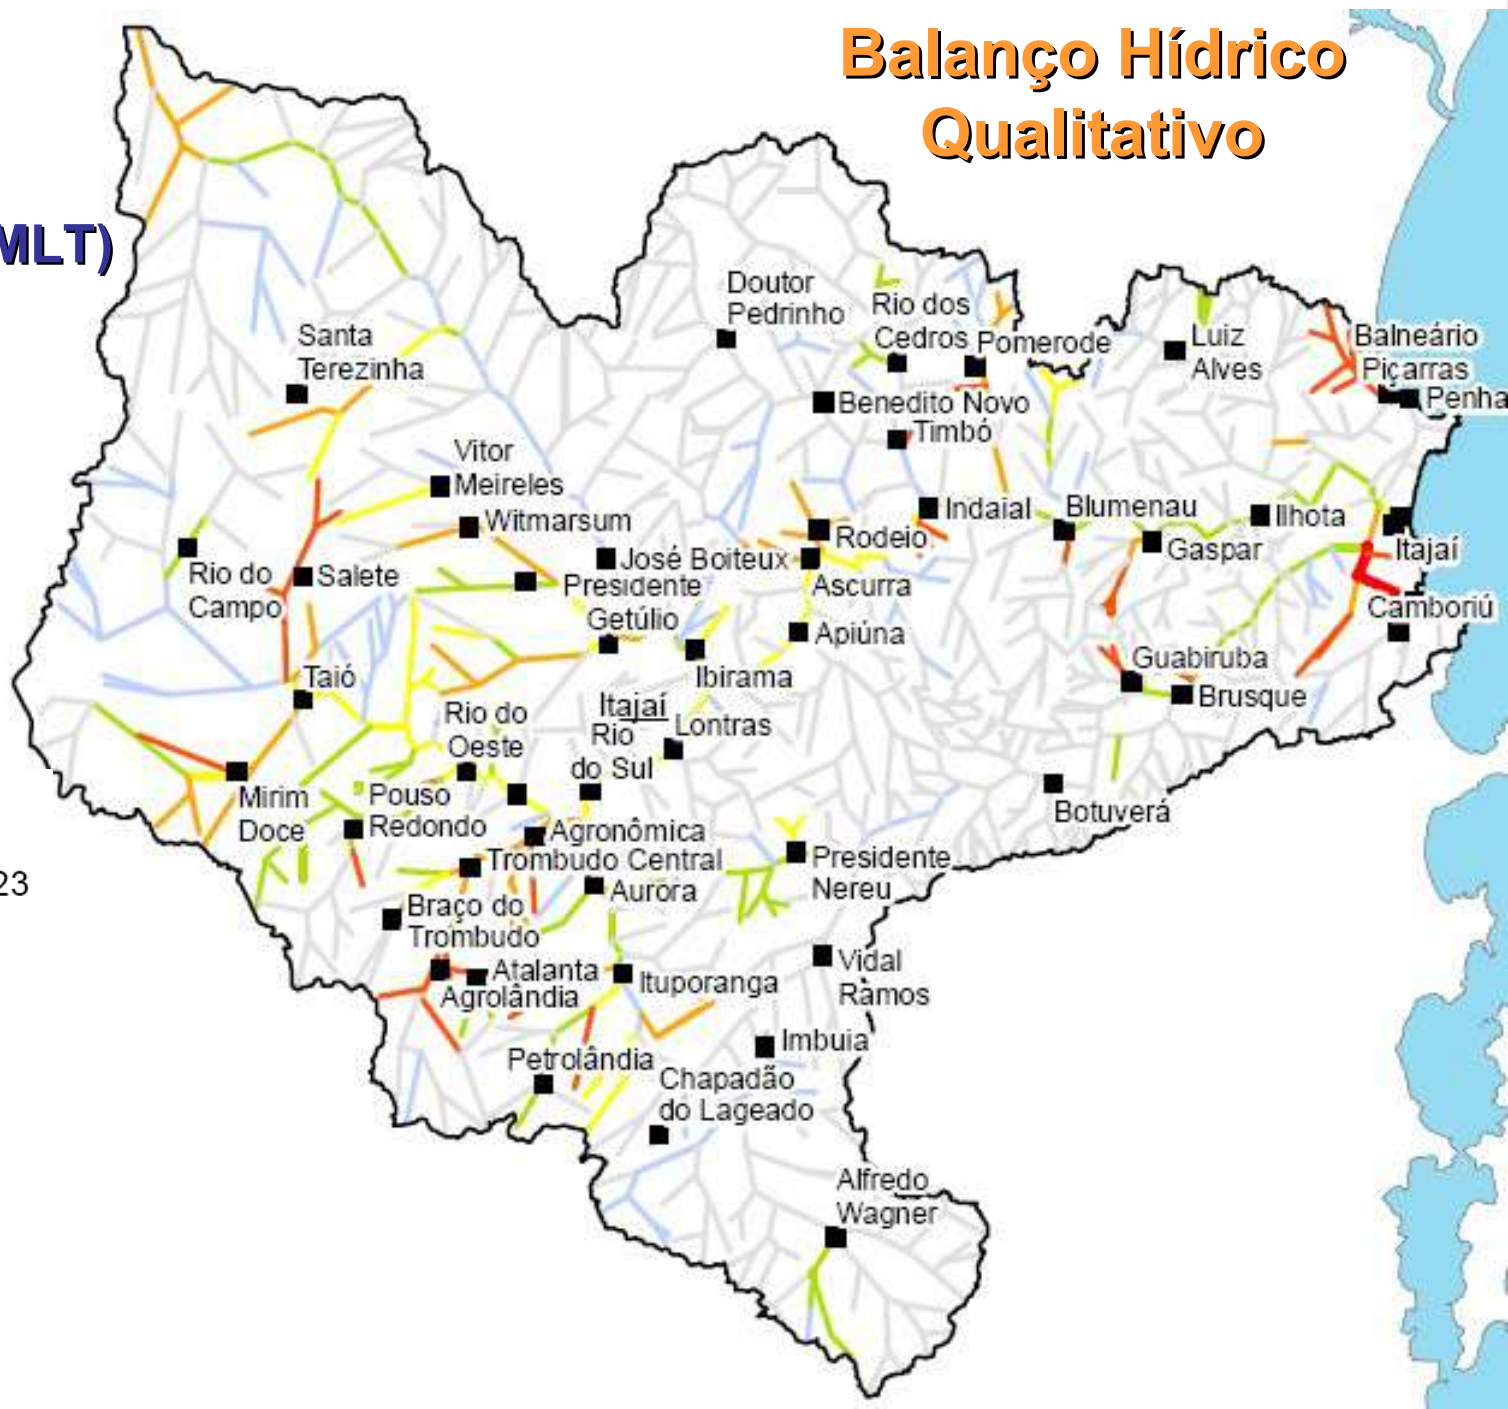 Balanço Hídrico
Qualitativo
MLT)
Doutor
Pedrinho
Rio dos
Cedros
Pomerode
Luiz
Alves
Balneário
Piçarras
Penha
Santa
Terezinha
Benedito Novo
Timbó
Vitor
Meireles
Witmarsum
Indaial
Blumenau
Ilhota
Rodeio
Gaspar
Itajaí
José Boiteux
Rio do
Campo
Salete
Presidente
Getúlio
Ascurra
Camboriú
Apiúna
Guabiruba
Taió
Ibirama
Brusque
Itajaí
Rio do
Oeste
Rio
do Sul
Lontras
Mirim
Doce
Pouso
Redondo
Botuverá
Agronômica
Trombudo Central
Presidente
Nereu
23
Aurora
Braço do
Trombudo
Vidal
Ramos
Atalanta
Agrolândia
Ituporanga
Imbuia
Petrolândia
Chapadão
do Lageado
Alfredo
Wagner